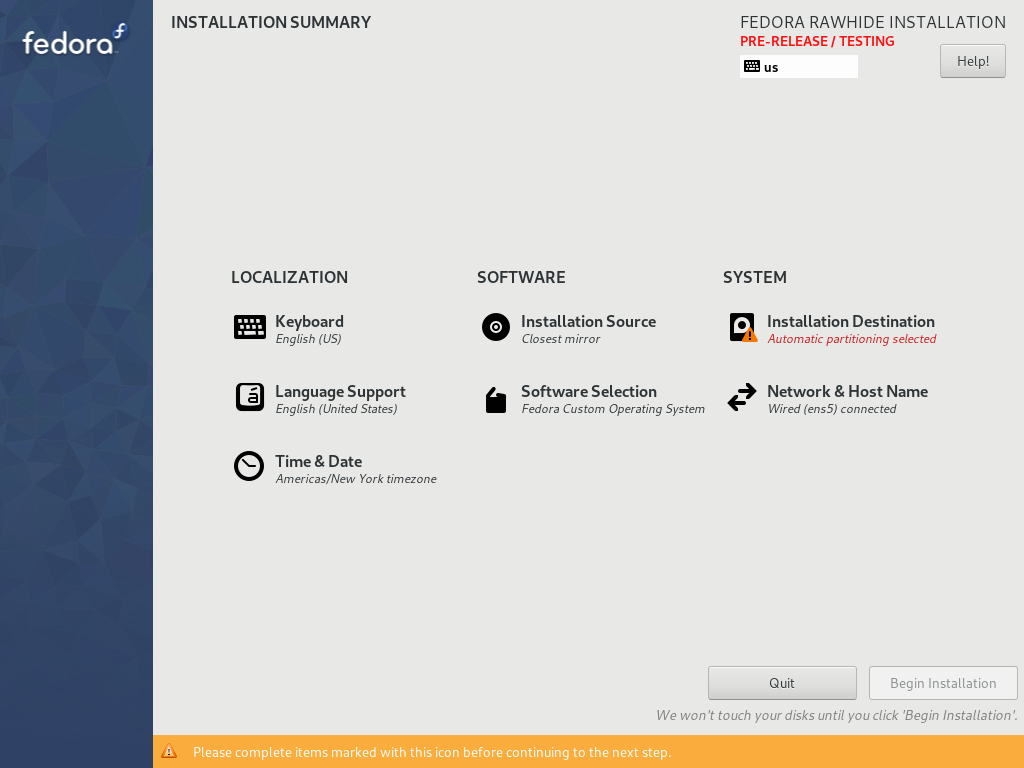 fedora
INSTALLATION SUMMARY
FEDORA RAWHIDE INSTALLATION
PRE-RELEASE / TESTING
us
Help!
LOCALIZATION
Keyboard
English (US)
Language Support
English (United States)
Time & Date
Americas/New York timezone
SOFTWARE
Installation Source
Closest mirror
Software Selection
Fedora Custom Operating System
SYSTEM
Installation Destination
Automatic partitioning selected
Network & Host Name
Wired (ens5) connected
Quit
Begin Installation
We won't touch your disks until you click 'Begin Installation'.
Please complete items marked with this icon before continuing to the next step.